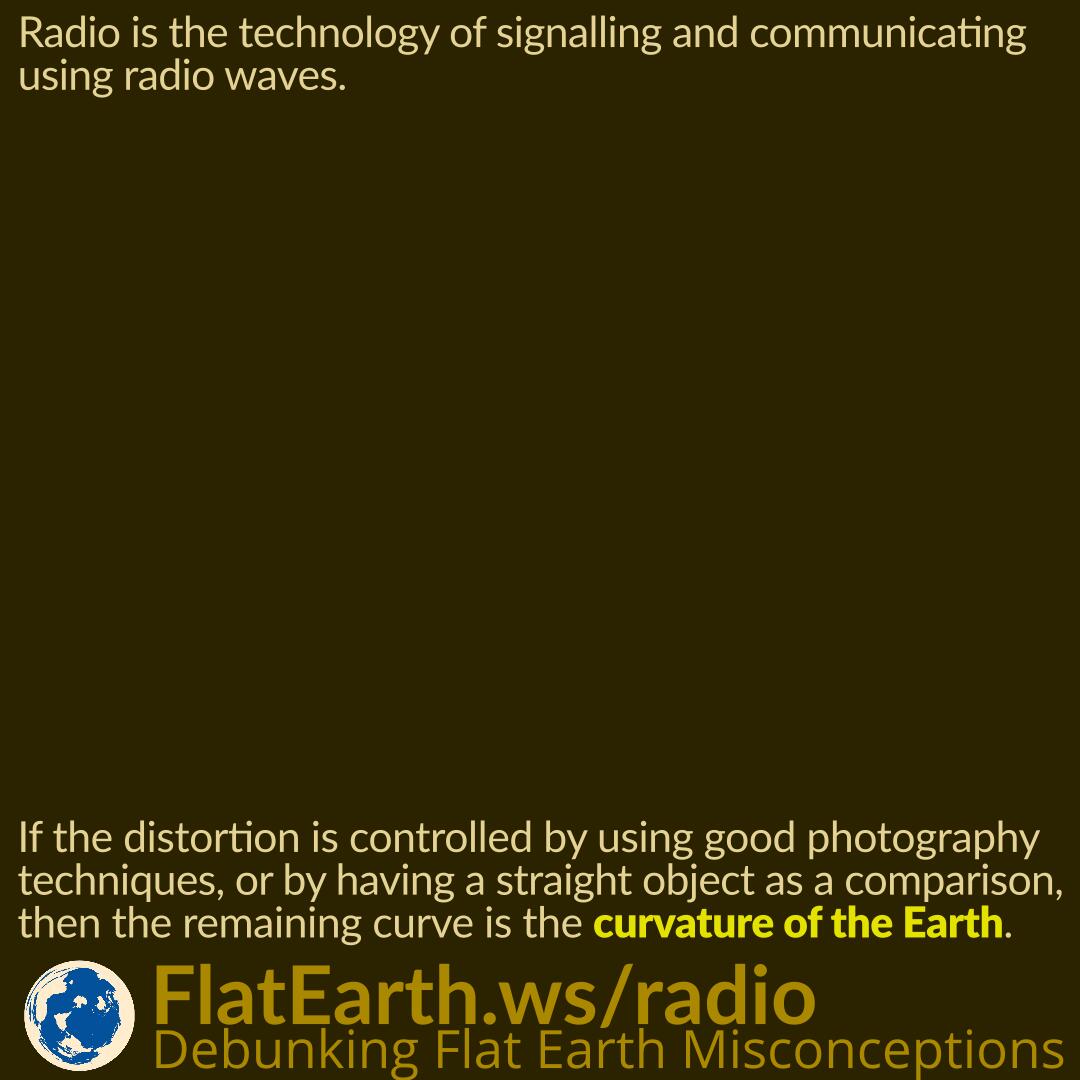 Radio is the technology of signalling and communicating
using radio waves.
If the distortion is controlled by using good photography
techniques, or by having a straight object as a comparison,
then the remaining curve is the curvature of the Earth.
FlatEarth.ws/radio
Debunking Flat Earth Misconceptions